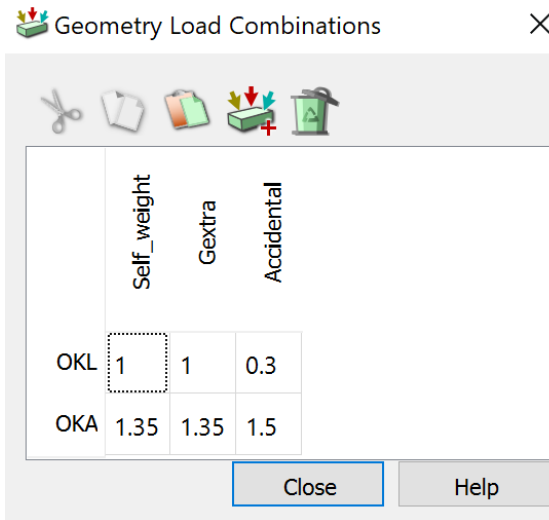 Geometry Load Combinations
Self_weight Gextra Accidental
OKL 1 1 0.3
OKA 1.35 1.35 1.5
Close Help